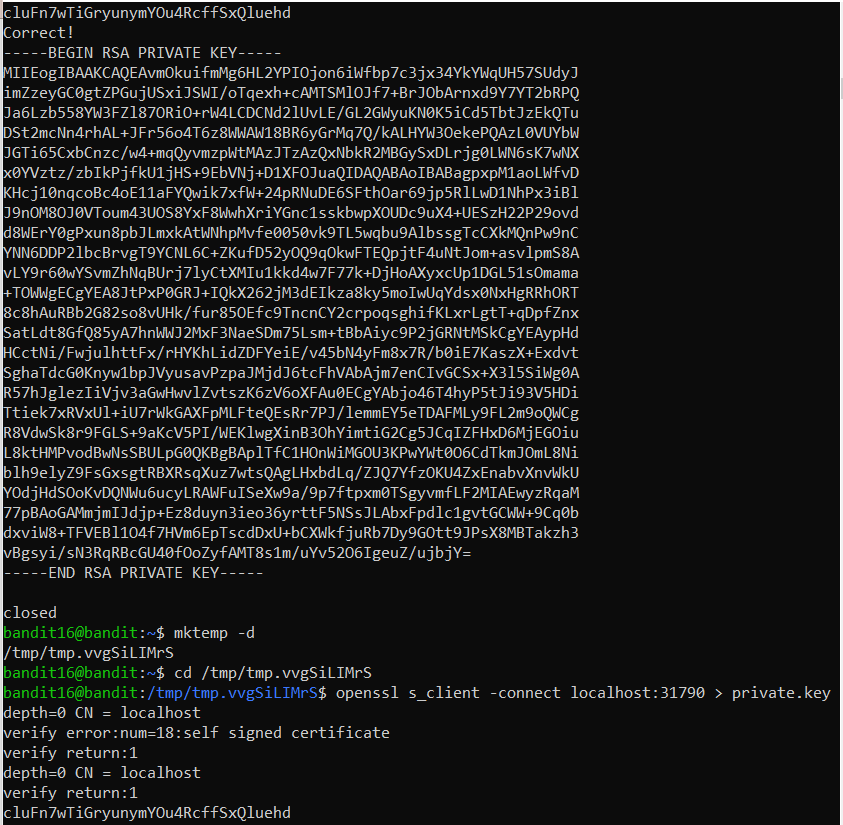 cluFn7wTiGryunymYOu4RcffSxQluehd
Correct!
-----BEGIN RSA PRIVATE KEY-----
MIIEogIBAAKCAQEAvmOkuifmMg6HL2YPIOjon6iWfbp7c3jx34YkYWqUH57SUdyJ
imZzeyGC0gtZPGujUSxiJSWI/oTqexh+cAMTSMlOJf7+BrJObArnxd9Y7YT2bRPQ
Ja6Lzb558YW3FZl87ORiO+rW4LCDCNd2lUvLE/GL2GWyuKN0K5iCd5TbtJzEkQTu
DSt2mcNn4rhAL+JFr56o4T6z8WWAW18BR6yGrMq7Q/kALHYW3OekePQAzL0VUYbW
JGTi65CxbCnzc/w4+mqQyvmzpWtMAzJTzAzQxNbkR2MBGySxDLrjg0LWN6sK7wNX
x0YVztz/zbIkPjfkU1jHS+9EbVNj+D1XFOJuaQIDAQABAoIBABagpxpM1aoLWfvD
KHcj10nqcoBc4oE11aFYQwik7xfW+24pRNuDE6SFthOar69jp5RlLwD1NhPx3iBl
J9nOM8OJ0VToum43UOS8YxF8WwhXriYGnc1sskbwpXOUDc9uX4+UESzH22P29ovd
d8WErY0gPxun8pbJLmxkAtWNhpMvfe0050vk9TL5wqbu9AlbssgTcCXkMQnPw9nC
YNN6DDP2lbcBrvgT9YCNL6C+ZKufD52yOQ9qOkwFTEQpjtF4uNtJom+asvlpmS8A
vLY9r60wYSvmZhNqBUrj7lyCtXMIu1kkd4w7F77k+DjHoAXyxcUp1DGL51sOmama
+TOWWgECgYEA8JtPxP0GRJ+IQkX262jM3dEIkza8ky5moIwUqYdsx0NxHgRRhORT
8c8hAuRBb2G82so8vUHk/fur85OEfc9TncnCY2crpoqsghifKLxrLgtT+qDpfZnx
SatLdt8GfQ85yA7hnWWJ2MxF3NaeSDm75Lsm+tBbAiyc9P2jGRNtMSkCgYEAypHd
HCctNi/FwjulhttFx/rHYKhLidZDFYeiE/v45bN4yFm8x7R/b0iE7KaszX+Exdvt
SghaTdcG0Knyw1bpJVyusavPzpaJMjdJ6tcFhVAbAjm7enCIvGCSx+X3l5SiWg0A
R57hJglezIiVjv3aGwHwvlZvtszK6zV6oXFAu0ECgYAbjo46T4hyP5tJi93V5HDi
Ttiek7xRVxUl+iU7rWkGAXFpMLFteQEsRr7PJ/lemmEY5eTDAFMLy9FL2m9oQWCg
R8VdwSk8r9FGLS+9aKcV5PI/WEKlwgXinB3OhYimtiG2Cg5JCqIZFHxD6MjEGOiu
L8ktHMPvodBwNsSBULpG0QKBgBAplTfC1HOnWiMGOU3KPwYWt0O6CdTkmJOmL8Ni
blh9elyZ9FsGxsgtRBXRsqXuz7wtsQAgLHxbdLq/ZJQ7YfzOKU4ZxEnabvXnvWkU
YOdjHdSOoKvDQNWu6ucyLRAWFuISeXw9a/9p7ftpxm0TSgyvmfLF2MIAEwyzRqaM
77pBAoGAMmjmIJdjp+Ez8duyn3ieo36yrttF5NSsJLAbxFpdlc1gvtGCWW+9Cq0b
dxviW8+TFVEBl1O4f7HVm6EpTscdDxU+bCXWkfjuRb7Dy9GOtt9JPsX8MBTakzh3
vBgsyi/sN3RqRBcGU40fOoZyfAMT8s1m/uYv52O6IgeuZ/ujbjY=
-----END RSA PRIVATE KEY-----
closed
bandit16@bandit:~$ mktemp -d
/tmp/tmp.vvgSiLIMrS
bandit16@bandit:~$ cd /tmp/tmp.vvgSiLIMrS
bandit16@bandit:/tmp/tmp.vvgSiLIMrS$ openssl s_client -connect localhost:31790 > private.key
depth=0 CN = localhost
verify error:num=18:self signed certificate
verify return:1
depth=0 CN = localhost
verify return:1
cluFn7wTiGryunymYOu4RcffSxQluehd